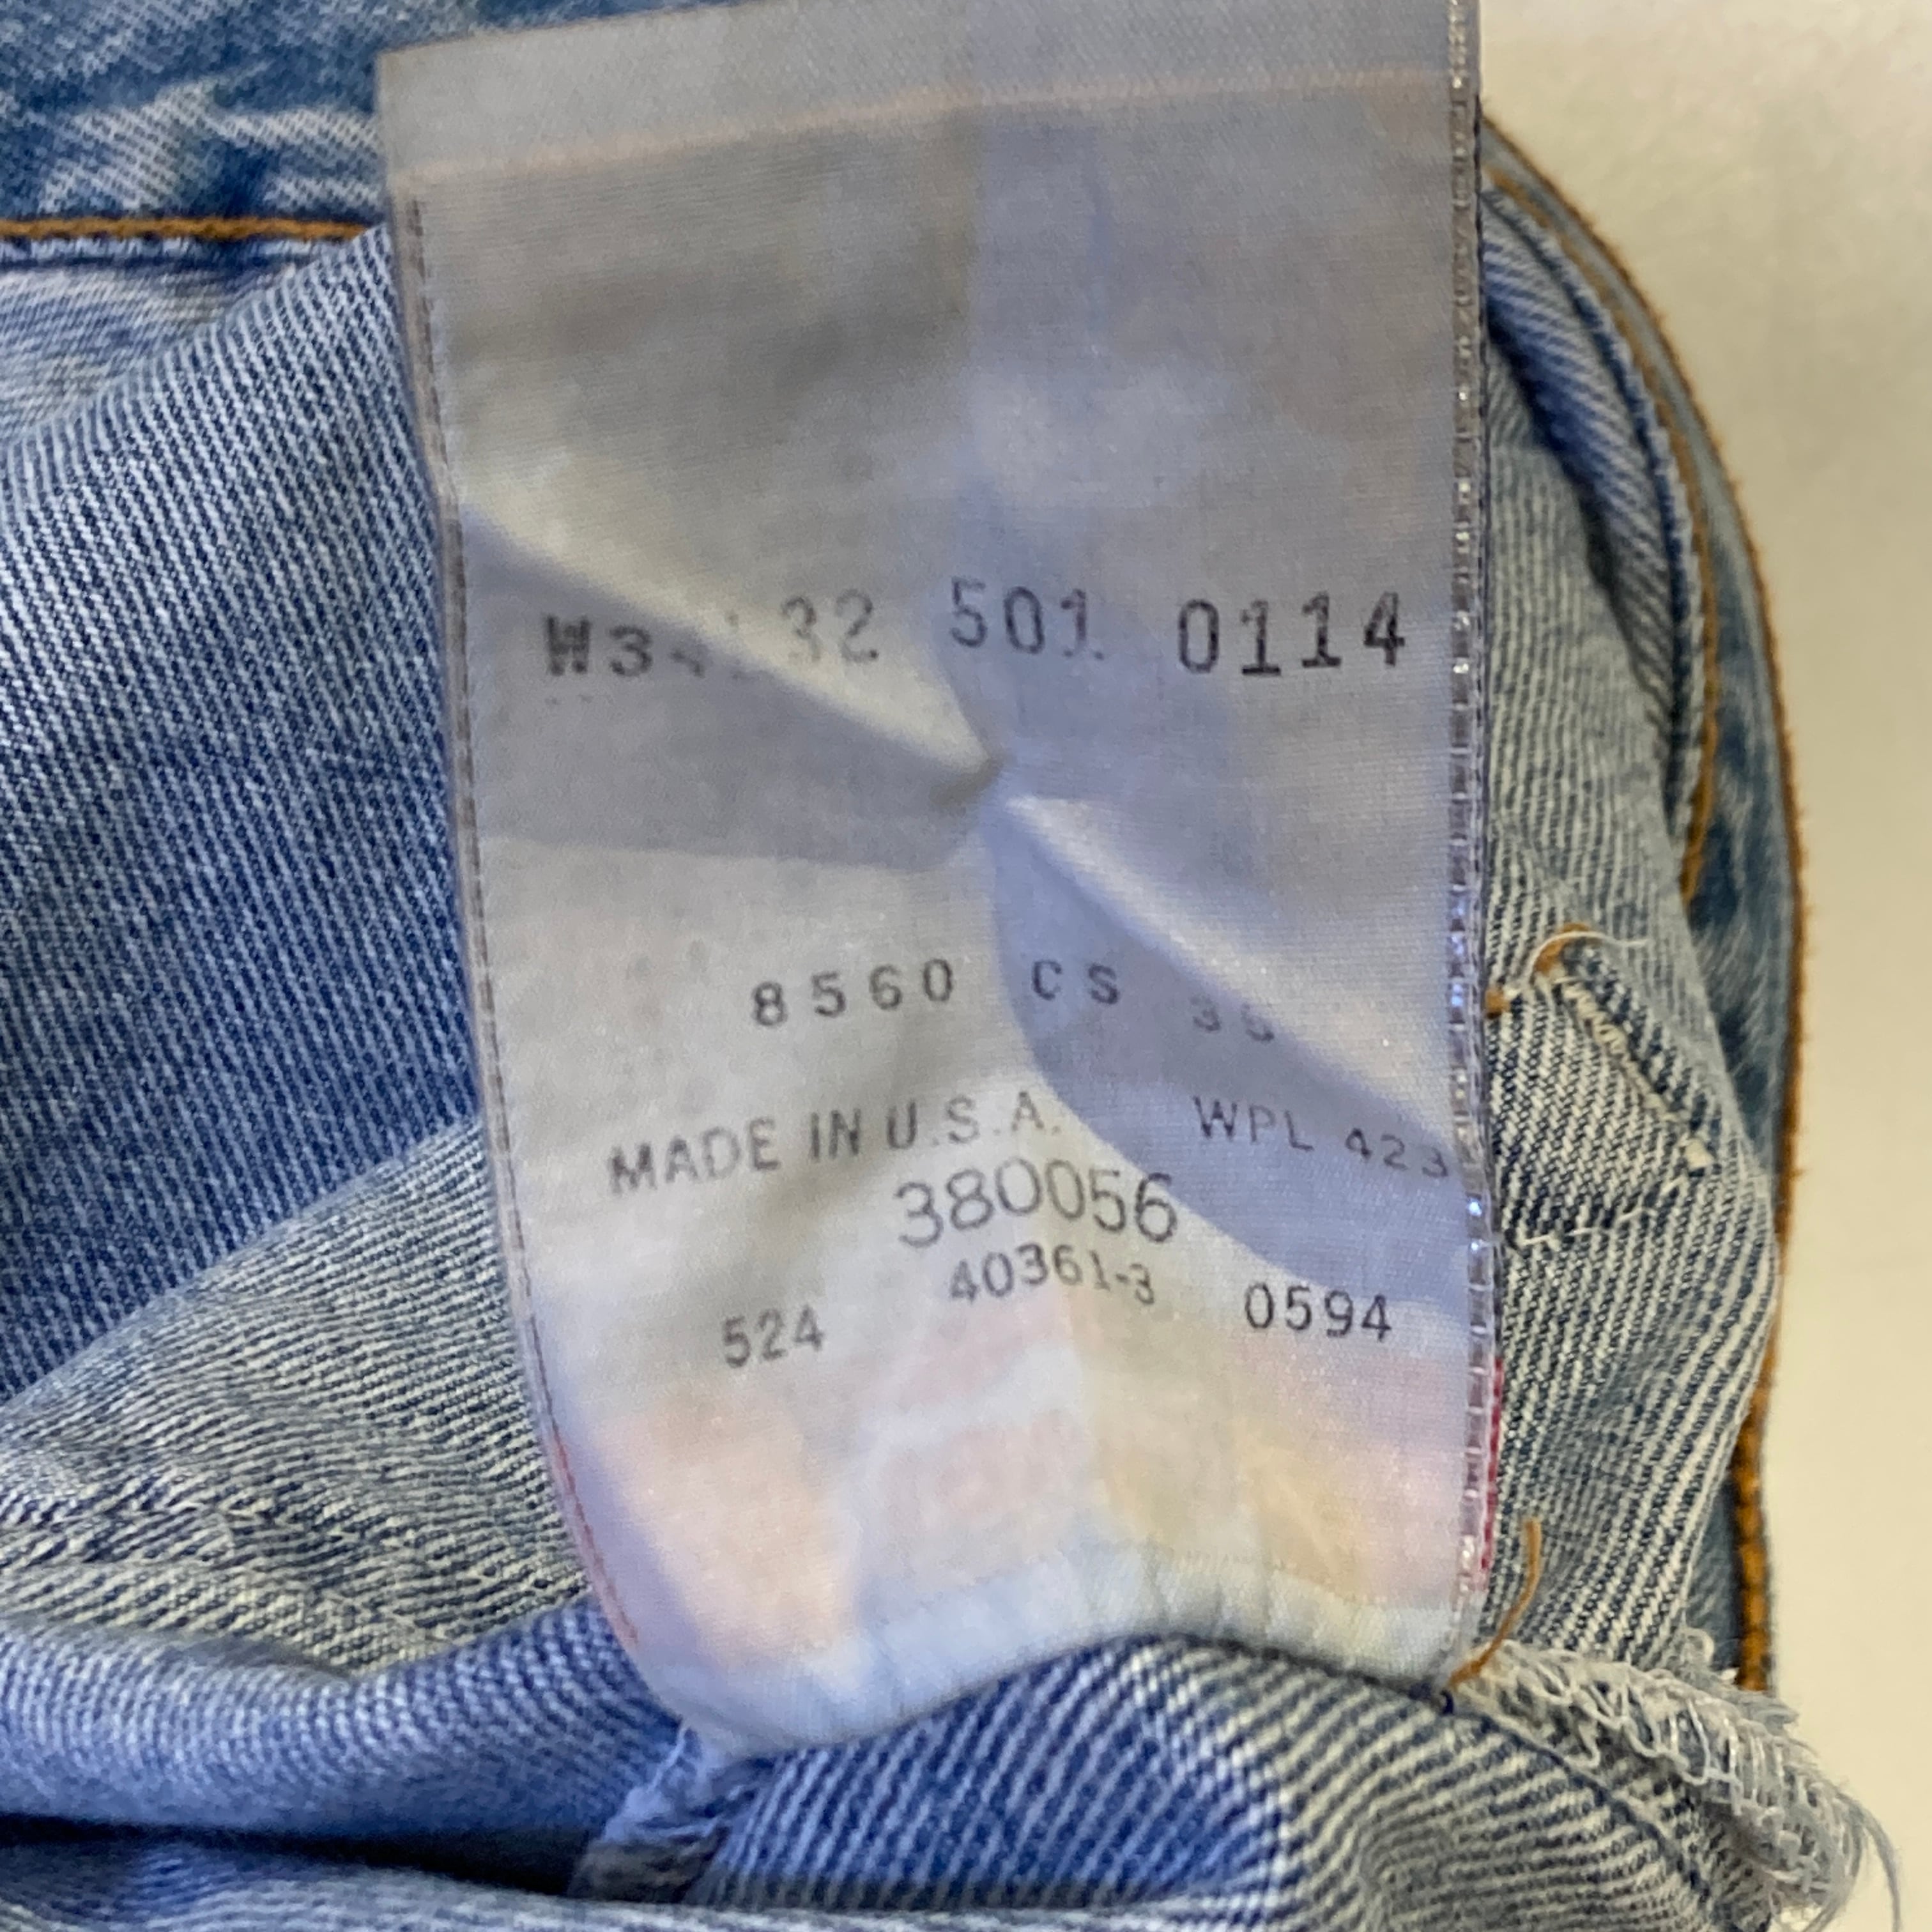 W34 32 501 0114
8560 CS
MADE IN U.S.A. WPL 423
380056
40361-3
524 0594